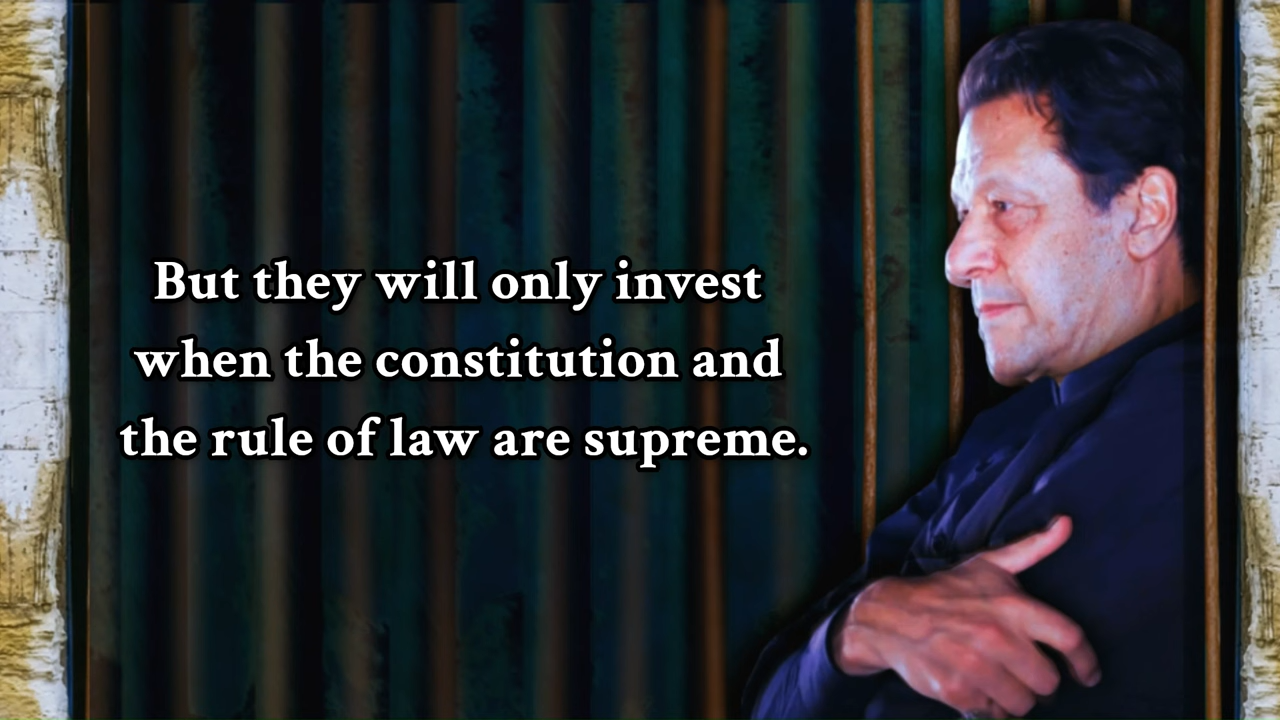 But they will only invest
when the constitution and
the rule of law are supreme.